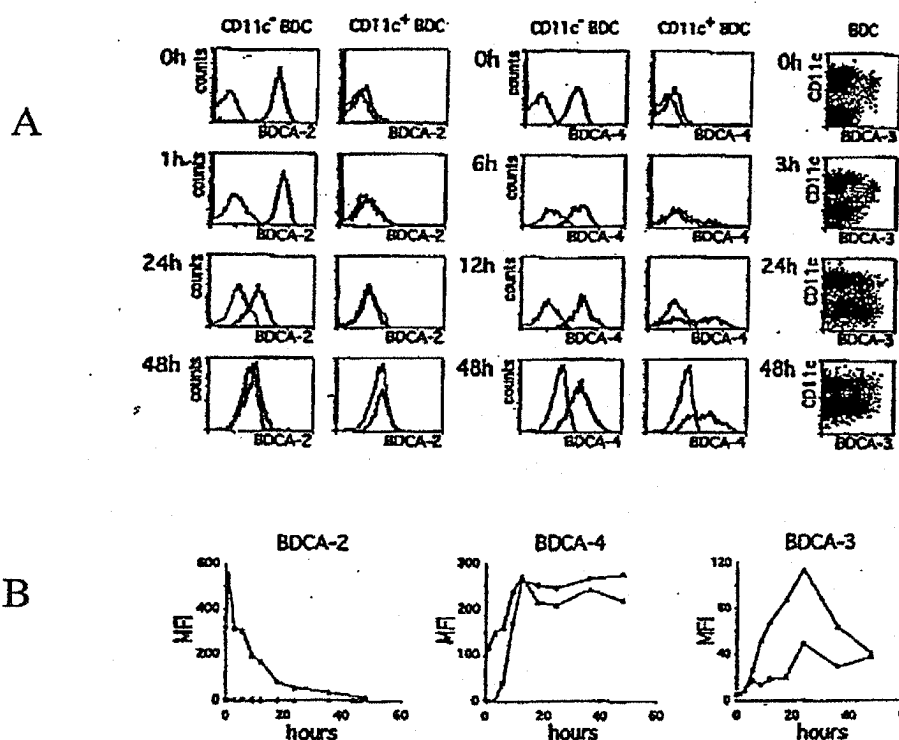 CD11c⁻ BDC CD11c⁺ BDC CD11c⁻ BDC CD11c⁺ BDC BDC
A
0h counts BDCA-2 BDCA-2 0h counts BDCA-4 BDCA-4 0h CD11c BDCA-3
1h counts BDCA-2 BDCA-2 6h counts BDCA-4 BDCA-4 3h CD11c BDCA-3
24h counts BDCA-2 BDCA-2 12h counts BDCA-4 BDCA-4 24h CD11c BDCA-3
48h counts BDCA-2 BDCA-2 48h counts BDCA-4 BDCA-4 48h CD11c BDCA-3
B
BDCA-2 BDCA-4 BDCA-3
MFI MFI MFI
600 300 120
400 200 80
200 100 40
0 0 0
0 20 40 60 0 20 40 60 0 20 40
hours hours hours